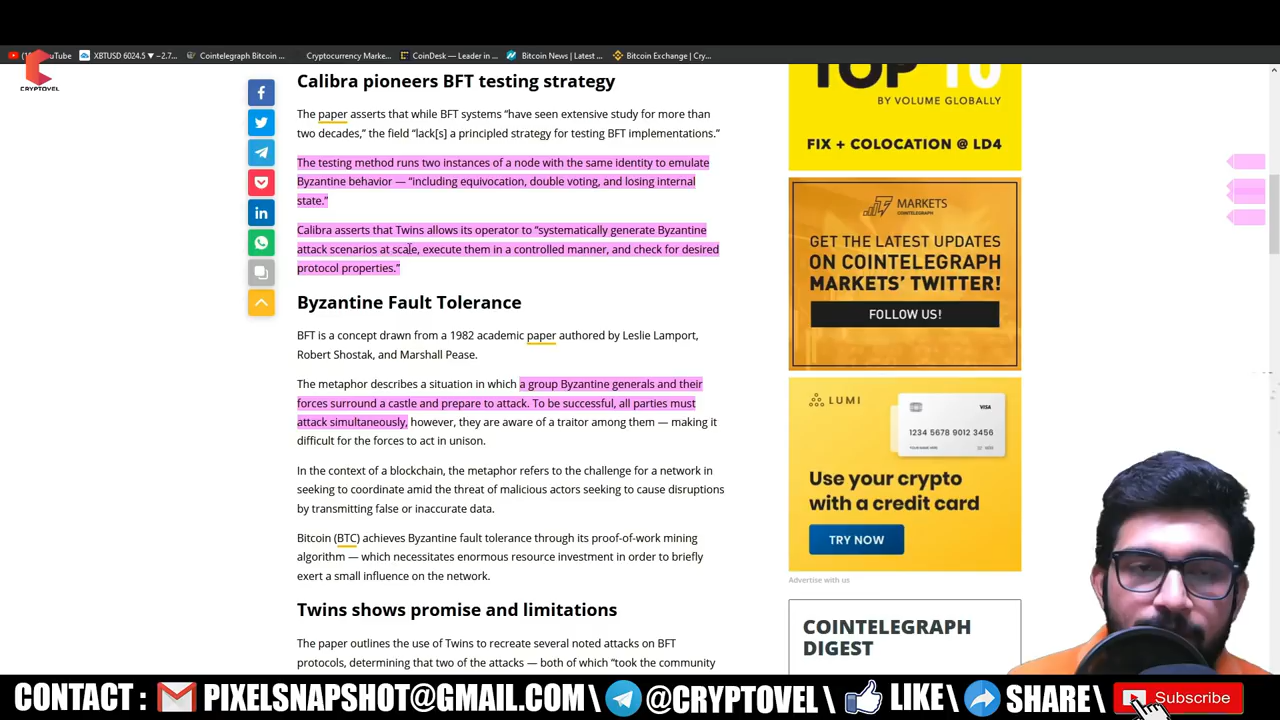 YouTube
XBTUSD 6024.5 ▼ −2.7...
Cointelegraph Bitcoin ...
Cryptocurrency Marke...
CoinDesk — Leader in ...
Bitcoin News | Latest ...
Bitcoin Exchange | Cry...
CRYPTOVEL
Calibra pioneers BFT testing strategy
The paper asserts that while BFT systems “have seen extensive study for more than
two decades,” the field “lack[s] a principled strategy for testing BFT implementations.”
The testing method runs two instances of a node with the same identity to emulate
Byzantine behavior — “including equivocation, double voting, and losing internal
state.”
Calibra asserts that Twins allows its operator to “systematically generate Byzantine
attack scenarios at scale, execute them in a controlled manner, and check for desired
protocol properties.”
Byzantine Fault Tolerance
BFT is a concept drawn from a 1982 academic paper authored by Leslie Lamport,
Robert Shostak, and Marshall Pease.
The metaphor describes a situation in which a group Byzantine generals and their
forces surround a castle and prepare to attack. To be successful, all parties must
attack simultaneously, however, they are aware of a traitor among them — making it
difficult for the forces to act in unison.
In the context of a blockchain, the metaphor refers to the challenge for a network in
seeking to coordinate amid the threat of malicious actors seeking to cause disruptions
by transmitting false or inaccurate data.
Bitcoin (BTC) achieves Byzantine fault tolerance through its proof-of-work mining
algorithm — which necessitates enormous resource investment in order to briefly
exert a small influence on the network.
Twins shows promise and limitations
The paper outlines the use of Twins to recreate several noted attacks on BFT
protocols, determining that two of the attacks — both of which “took the community
TOP 10
BY VOLUME GLOBALLY
FIX + COLOCATION @ LD4
MARKETS
COINTELEGRAPH
GET THE LATEST UPDATES
ON COINTELEGRAPH
MARKETS’ TWITTER!
FOLLOW US!
LUMI
VISA
1234 5678 9012 3456
Use your crypto
with a credit card
TRY NOW
Advertise with us
COINTELEGRAPH
DIGEST
CONTACT : PIXELSNAPSHOT@GMAIL.COM \ @CRYPTOVEL \ LIKE\ SHARE \ Subscribe